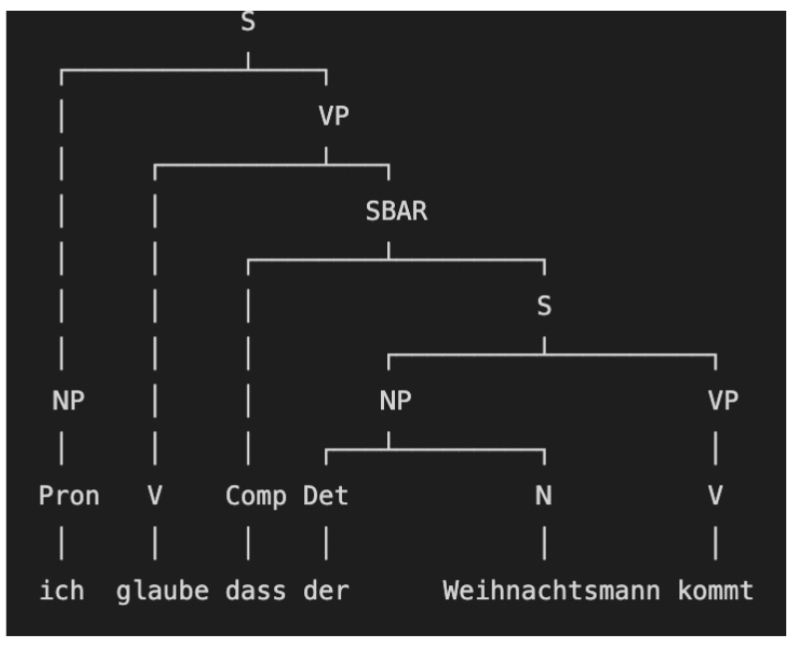 S
VP
SBAR
S
NP NP VP
Pron V Comp Det N V
ich glaube dass der Weihnachtsmann kommt